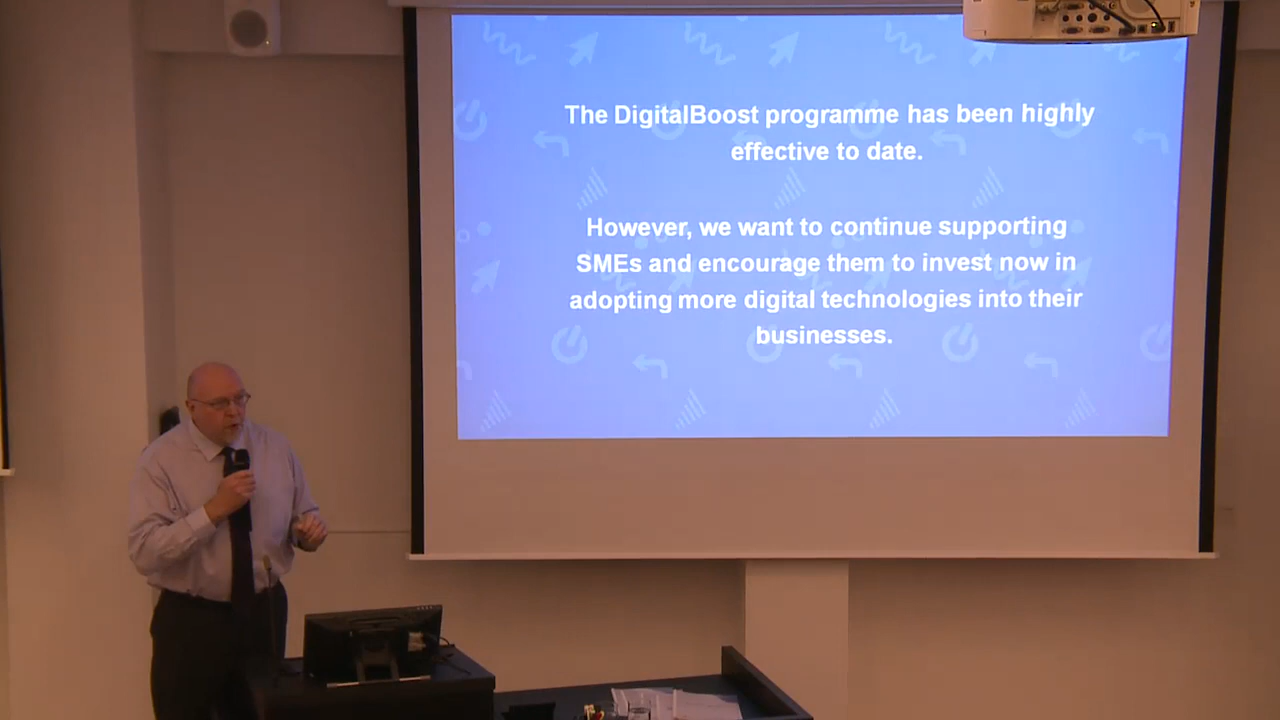 The DigitalBoost programme has been highly
effective to date.
However, we want to continue supporting
SMEs and encourage them to invest now in
adopting more digital technologies into their
businesses.